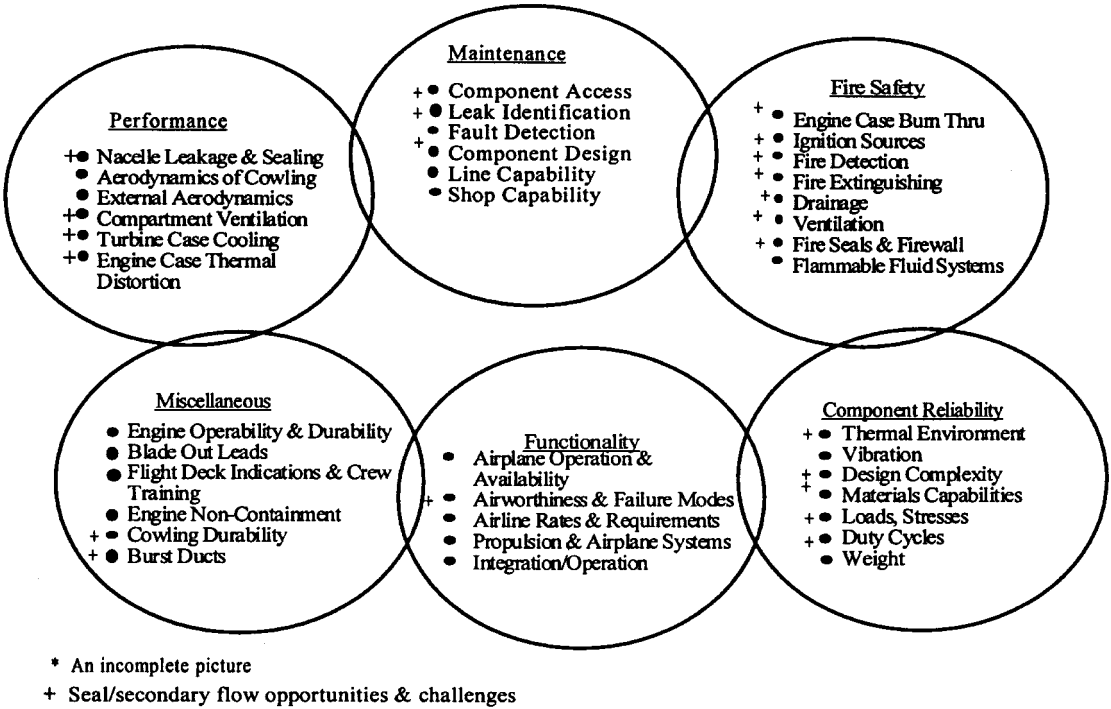 Performance
+● Nacelle Leakage & Sealing
● Aerodynamics of Cowling
● External Aerodynamics
+● Compartment Ventilation
+● Turbine Case Cooling
+● Engine Case Thermal
Distortion
Maintenance
+● Component Access
+● Leak Identification
● Fault Detection
+● Component Design
● Line Capability
● Shop Capability
Fire Safety
+● Engine Case Burn Thru
+● Ignition Sources
+● Fire Detection
+● Fire Extinguishing
+● Drainage
+● Ventilation
+● Fire Seals & Firewall
● Flammable Fluid Systems
Miscellaneous
● Engine Operability & Durability
● Blade Out Leads
● Flight Deck Indications & Crew
Training
● Engine Non-Containment
+● Cowling Durability
+● Burst Ducts
Functionality
● Airplane Operation &
Availability
+● Airworthiness & Failure Modes
● Airline Rates & Requirements
● Propulsion & Airplane Systems
● Integration/Operation
Component Reliability
+● Thermal Environment
● Vibration
+● Design Complexity
+● Materials Capabilities
+● Loads, Stresses
+● Duty Cycles
● Weight
* An incomplete picture
+ Seal/secondary flow opportunities & challenges